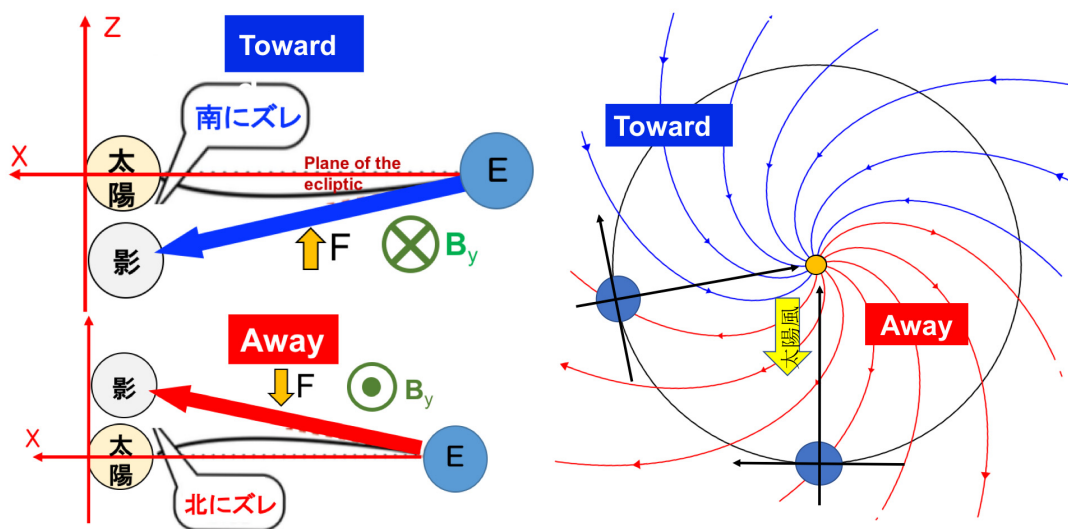 Z
Toward
南にズレ
X
太
陽
Plane of the
ecliptic
E
影
F
By
Away
影
F
By
X
太
陽
E
北にズレ
Toward
太陽風
Away